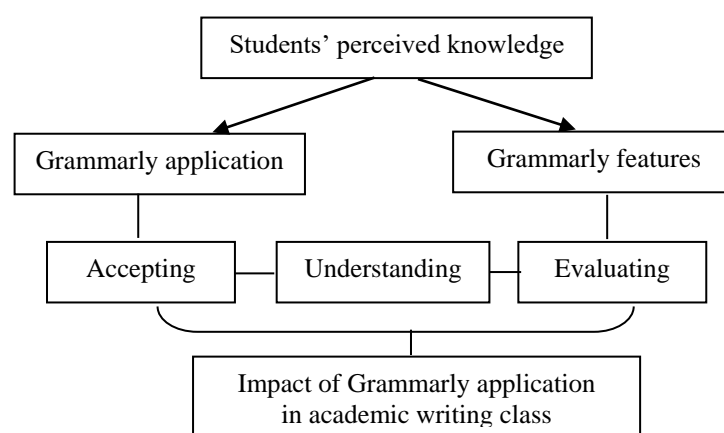 Students’ perceived knowledge
Grammarly application
Grammarly features
Accepting
Understanding
Evaluating
Impact of Grammarly application
in academic writing class